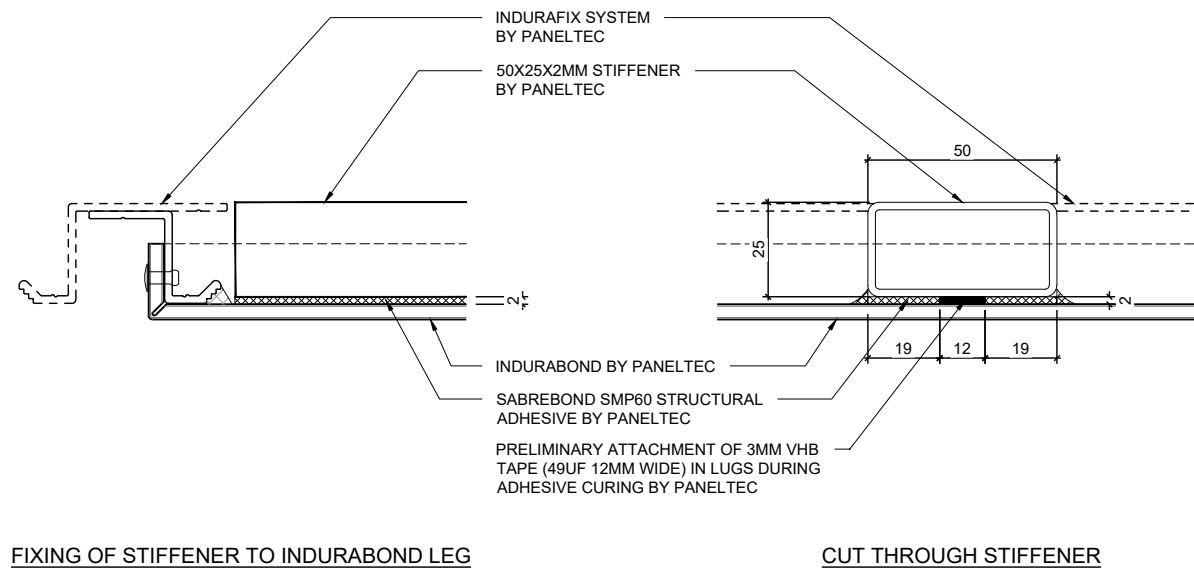 INDURAFIX SYSTEM
BY PANELTEC
50X25X2MM STIFFENER
BY PANELTEC
50
25
2
2
19
12
19
INDURABOND BY PANELTEC
SABREBOND SMP60 STRUCTURAL
ADHESIVE BY PANELTEC
PRELIMINARY ATTACHMENT OF 3MM VHB
TAPE (49UF 12MM WIDE) IN LUGS DURING
ADHESIVE CURING BY PANELTEC
FIXING OF STIFFENER TO INDURABOND LEG
CUT THROUGH STIFFENER